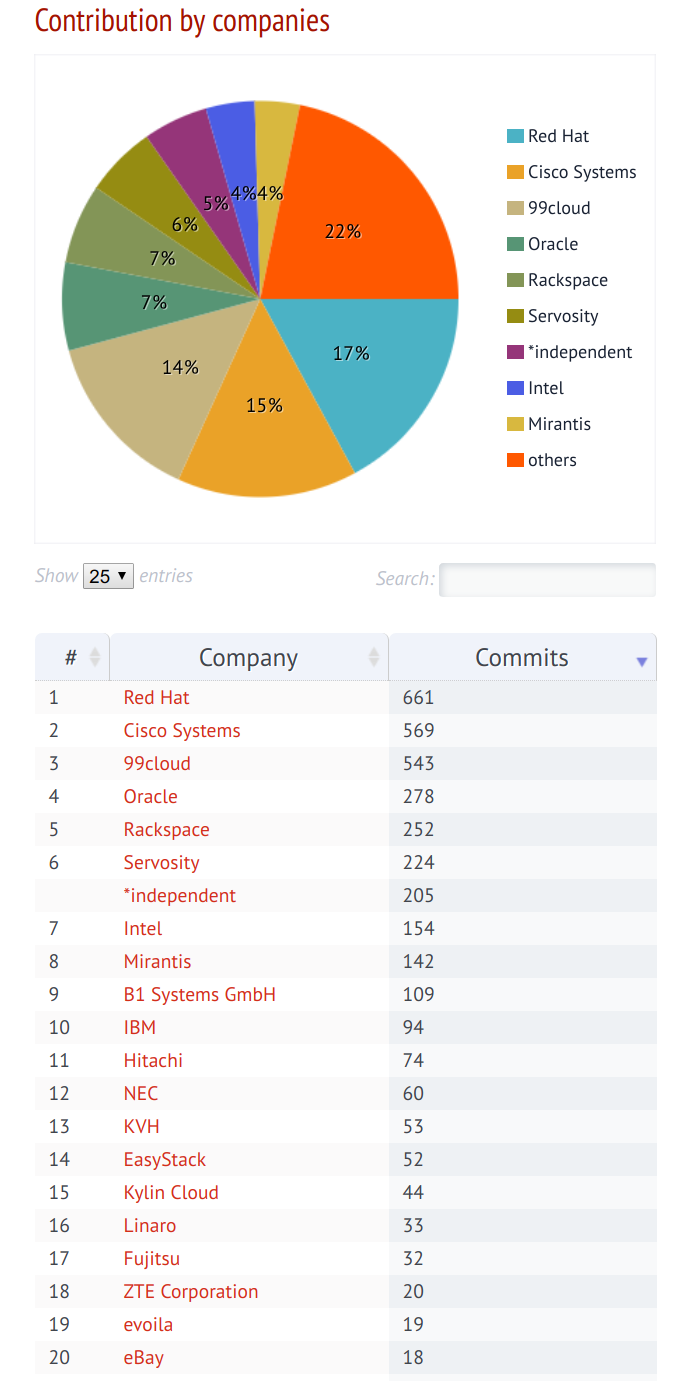 Contribution by companies
4%4%
5%
6%
22%
7%
7%
17%
14%
15%
Red Hat
Cisco Systems
99cloud
Oracle
Rackspace
Servosity
*independent
Intel
Mirantis
others
Show 25 entries Search:
# Company Commits
1 Red Hat 661
2 Cisco Systems 569
3 99cloud 543
4 Oracle 278
5 Rackspace 252
6 Servosity 224
*independent 205
7 Intel 154
8 Mirantis 142
9 B1 Systems GmbH 109
10 IBM 94
11 Hitachi 74
12 NEC 60
13 KVH 53
14 EasyStack 52
15 Kylin Cloud 44
16 Linaro 33
17 Fujitsu 32
18 ZTE Corporation 20
19 evoila 19
20 eBay 18